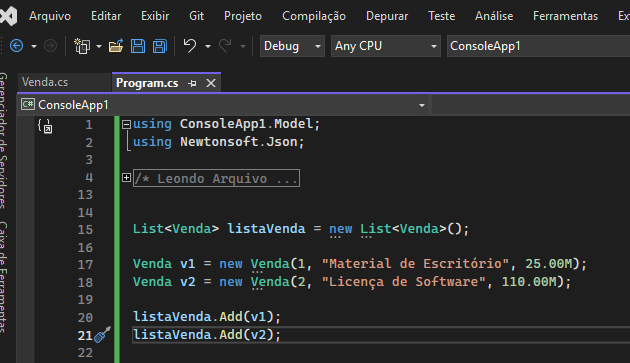 Arquivo Editar Exibir Git Projeto Compilação Depurar Teste Análise Ferramentas Ex
Debug Any CPU ConsoleApp1
Venda.cs Program.cs
C# ConsoleApp1
Gerenciador de Servidores
Caixa de Ferramentas
1 using ConsoleApp1.Model;
2 using Newtonsoft.Json;
3
4 /* Leondo Arquivo ...
13
14
15 List<Venda> listaVenda = new List<Venda>();
16
17 Venda v1 = new Venda(1, "Material de Escritório", 25.00M);
18 Venda v2 = new Venda(2, "Licença de Software", 110.00M);
19
20 listaVenda.Add(v1);
21 listaVenda.Add(v2);
22